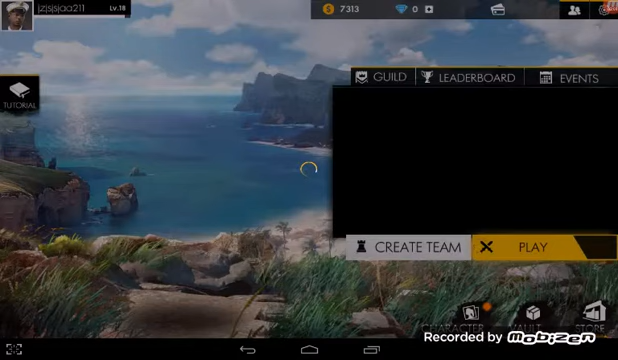 jzjsjsjaa211 Lv.18
7313
0
TUTORIAL
GUILD
LEADERBOARD
EVENTS
CREATE TEAM
PLAY
CHARACTER
VAULT
STORE
Recorded by MOBIZEN